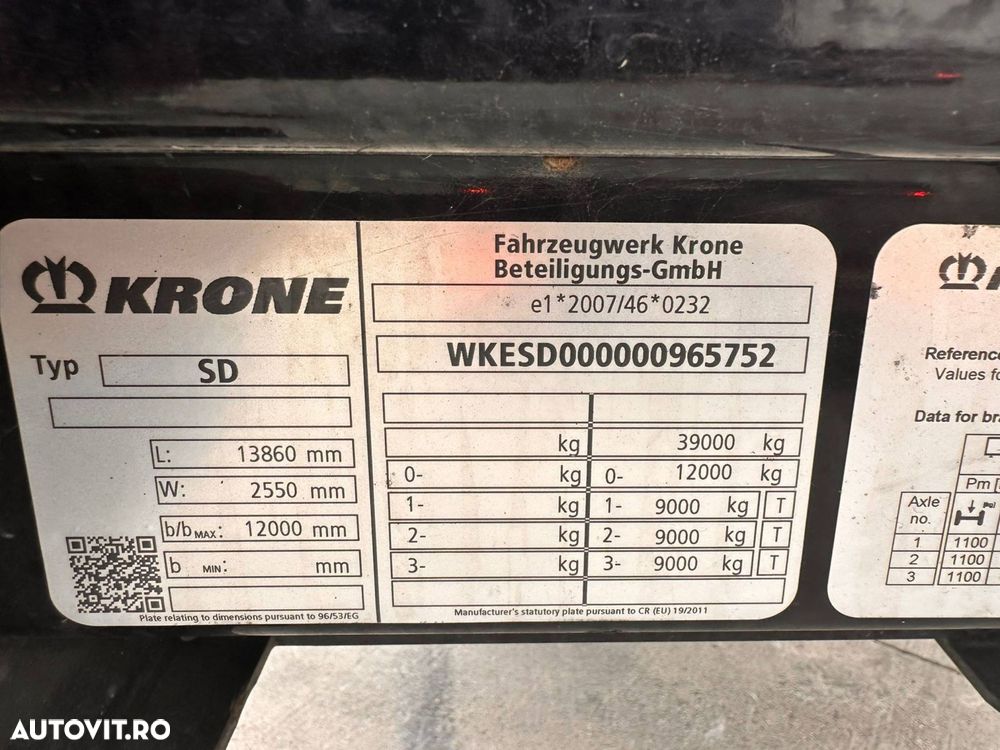 KRONE
Typ SD
L: 13860 mm
W: 2550 mm
b/b MAX: 12000 mm
b MIN: mm
Plate relating to dimensions pursuant to 96/53/EG
Fahrzeugwerk Krone
Beteiligungs-GmbH
e1*2007/46*0232
WKESD000000965752
kg 39000 kg
0- kg 0- 12000 kg
1- kg 1- 9000 kg T
2- kg 2- 9000 kg T
3- kg 3- 9000 kg T
Manufacturer's statutory plate pursuant to CR (EU) 19/2011
Reference
Values fo
Data for bra
Pm [
Axle
no.
1 1100
2 1100
3 1100
AUTOVIT.RO